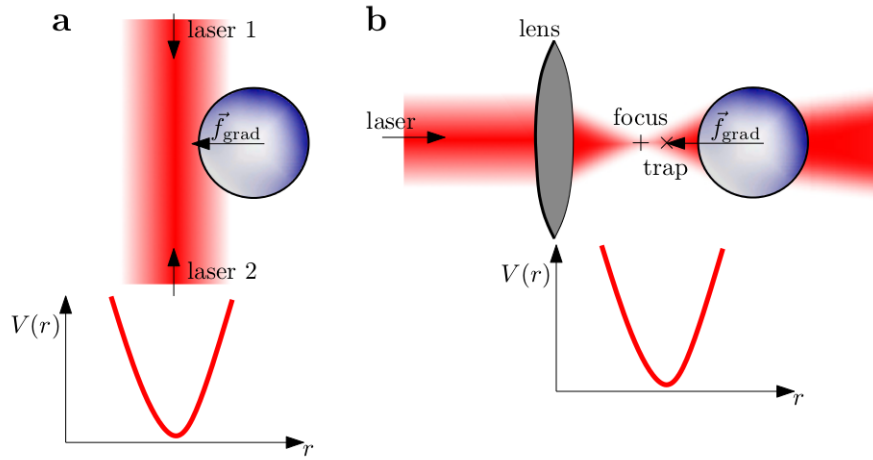 a
laser 1
f⃗grad
laser 2
V(r)
r
b
lens
laser
focus
f⃗grad
trap
V(r)
r